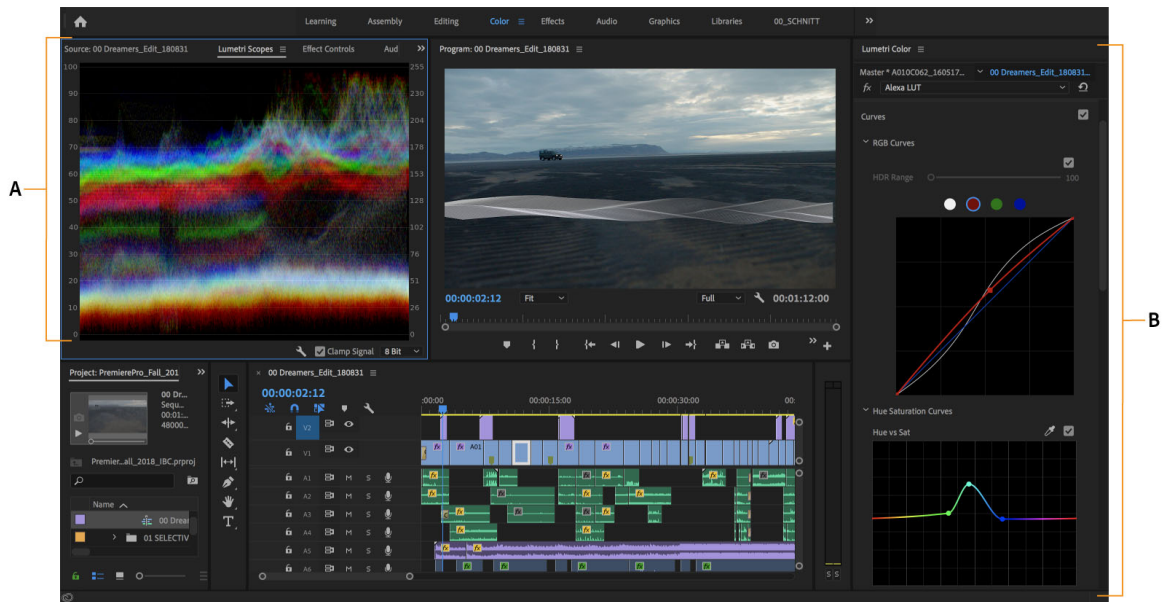 Learning Assembly Editing Color Effects Audio Graphics Libraries 00_SCHNITT >>
A
Source: 00 Dreamers_Edit_180831 Lumetri Scopes Effect Controls Aud >>
100 255
90 230
80 204
70 178
60 153
50 128
40 102
30 76
20 51
10 26
0 0
Clamp Signal 8 Bit
Program: 00 Dreamers_Edit_180831
00:00:02:12 Fit Full 00:01:12:00
Lumetri Color
Master * A010C062_160517... 00 Dreamers_Edit_180831...
fx Alexa LUT
Curves
RGB Curves
HDR Range 100
Hue Saturation Curves
Hue vs Sat
B
Project: PremierePro_Fall_201 >>
00 Dr...
Sequ...
00:01:...
48000...
Premier...all_2018_IBC.prproj
Name
00 Drear
01 SELECTIV
× 00 Dreamers_Edit_180831
00:00:02:12
:00:00 00:00:15:00 00:00:30:00 00:
V2
V1 fx fx A01 fx fx
A1 M S
A2 M S
A3 M S
A4 M S
A5 M S
A6 M S
S S